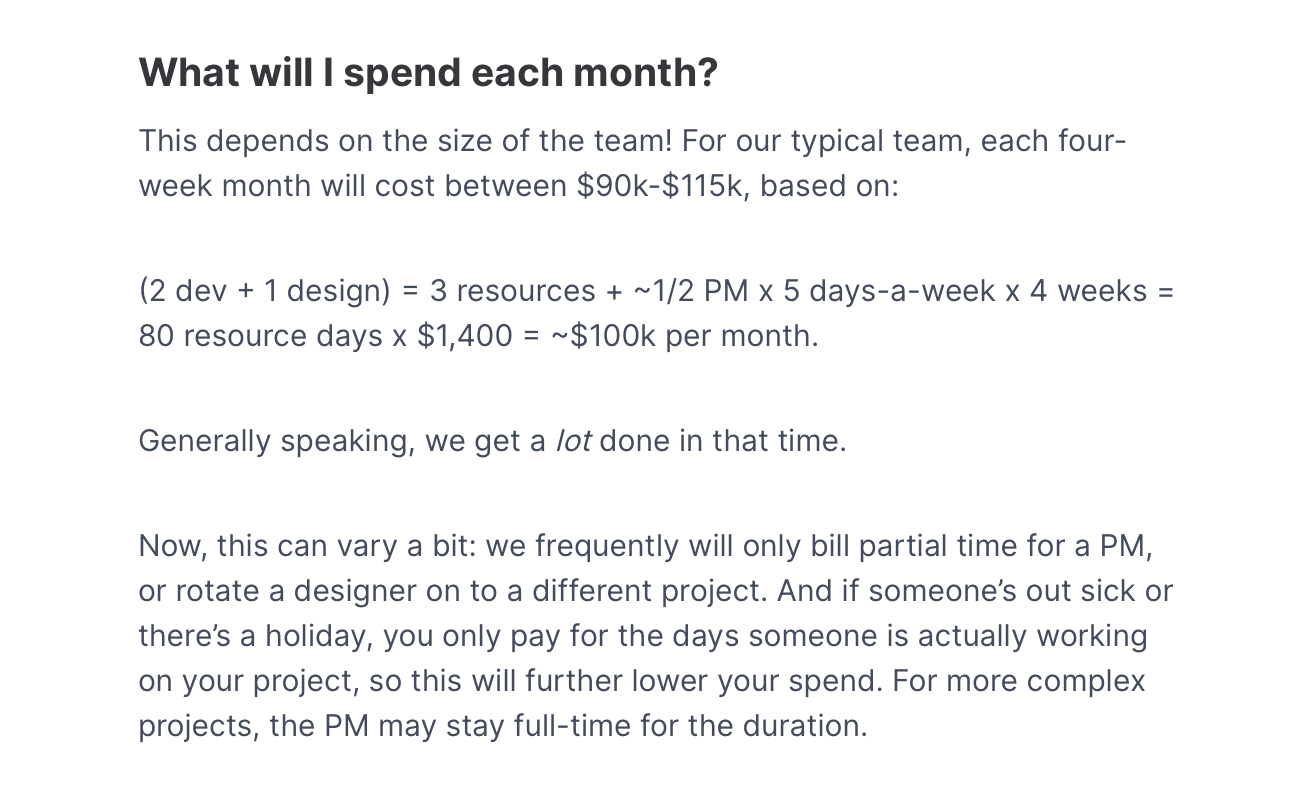 What will I spend each month?
This depends on the size of the team! For our typical team, each four-
week month will cost between $90k-$115k, based on:
(2 dev + 1 design) = 3 resources + ~1/2 PM x 5 days-a-week x 4 weeks =
80 resource days x $1,400 = ~$100k per month.
Generally speaking, we get a lot done in that time.
Now, this can vary a bit: we frequently will only bill partial time for a PM,
or rotate a designer on to a different project. And if someone’s out sick or
there’s a holiday, you only pay for the days someone is actually working
on your project, so this will further lower your spend. For more complex
projects, the PM may stay full-time for the duration.